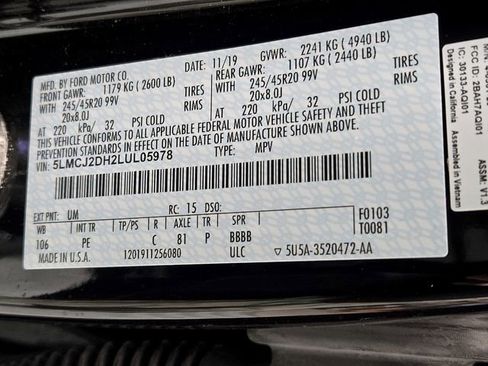 MFD. BY FORD MOTOR CO.
11/19 GVWR: 2241 KG ( 4940 LB)
FRONT GAWR: 1179 KG ( 2600 LB) REAR GAWR: 1107 KG ( 2440 LB)
WITH 245/45R20 99V TIRES WITH 245/45R20 99V TIRES
20x8.0J RIMS 20x8.0J RIMS
AT 220 kPa/ 32 PSI COLD AT 220 kPa/ 32 PSI COLD
THIS VEHICLE CONFORMS TO ALL APPLICABLE FEDERAL MOTOR VEHICLE SAFETY AND THEFT
PREVENTION STANDARDS IN EFFECT ON THE DATE OF MANUFACTURE SHOWN ABOVE.
VIN: 5LMCJ2DH2LUL05978 TYPE: MPV
EXT PNT: UM RC: 15 DSO: F0103
WB INT TR TP/PS R AXLE TR SPR T0081
106 PE C 81 P BBBB
MADE IN U.S.A. 1201911256080 ULC 5U5A-3520472-AA
FCC ID: 2BAH7AQI01
IC: 30133-AQI01
Designed in California
Assembled in Vietnam
ASSM: V1.3